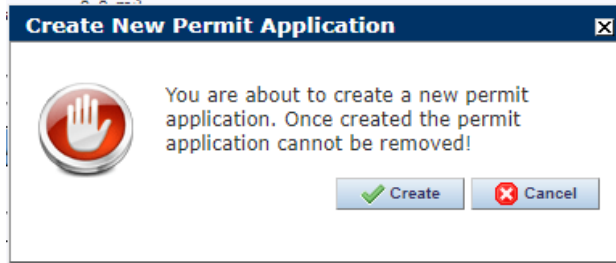 Create New Permit Application
You are about to create a new permit
application. Once created the permit
application cannot be removed!
Create
Cancel